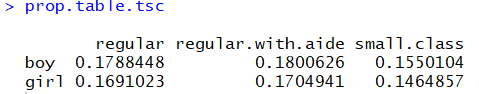 > prop.table.tsc
regular regular.with.aide small.class
boy 0.1788448 0.1800626 0.1550104
girl 0.1691023 0.1704941 0.1464857